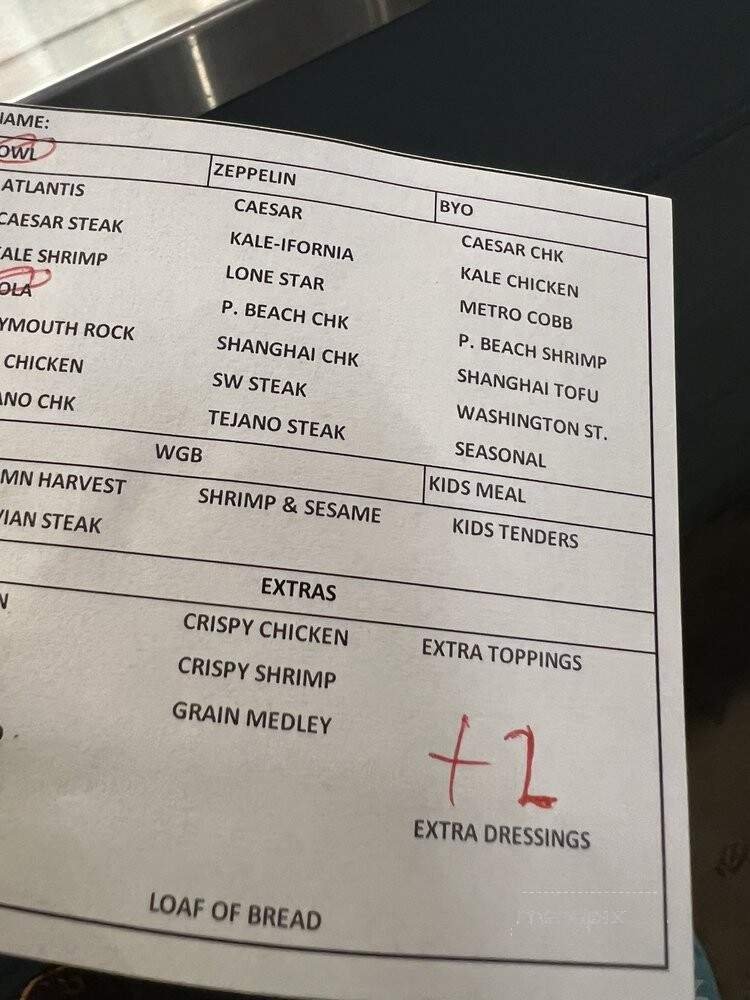 NAME:
OWL
ZEPPELIN
BYO
ATLANTIS
CAESAR
CAESAR CHK
CAESAR STEAK
KALE-IFORNIA
KALE CHICKEN
ALE SHRIMP
LONE STAR
METRO COBB
OLA
P. BEACH CHK
P. BEACH SHRIMP
YMOUTH ROCK
SHANGHAI CHK
SHANGHAI TOFU
CHICKEN
SW STEAK
WASHINGTON ST.
ANO CHK
TEJANO STEAK
SEASONAL
WGB
KIDS MEAL
MN HARVEST
SHRIMP & SESAME
KIDS TENDERS
VIAN STEAK
EXTRAS
N
CRISPY CHICKEN
EXTRA TOPPINGS
CRISPY SHRIMP
GRAIN MEDLEY
+2
EXTRA DRESSINGS
LOAF OF BREAD